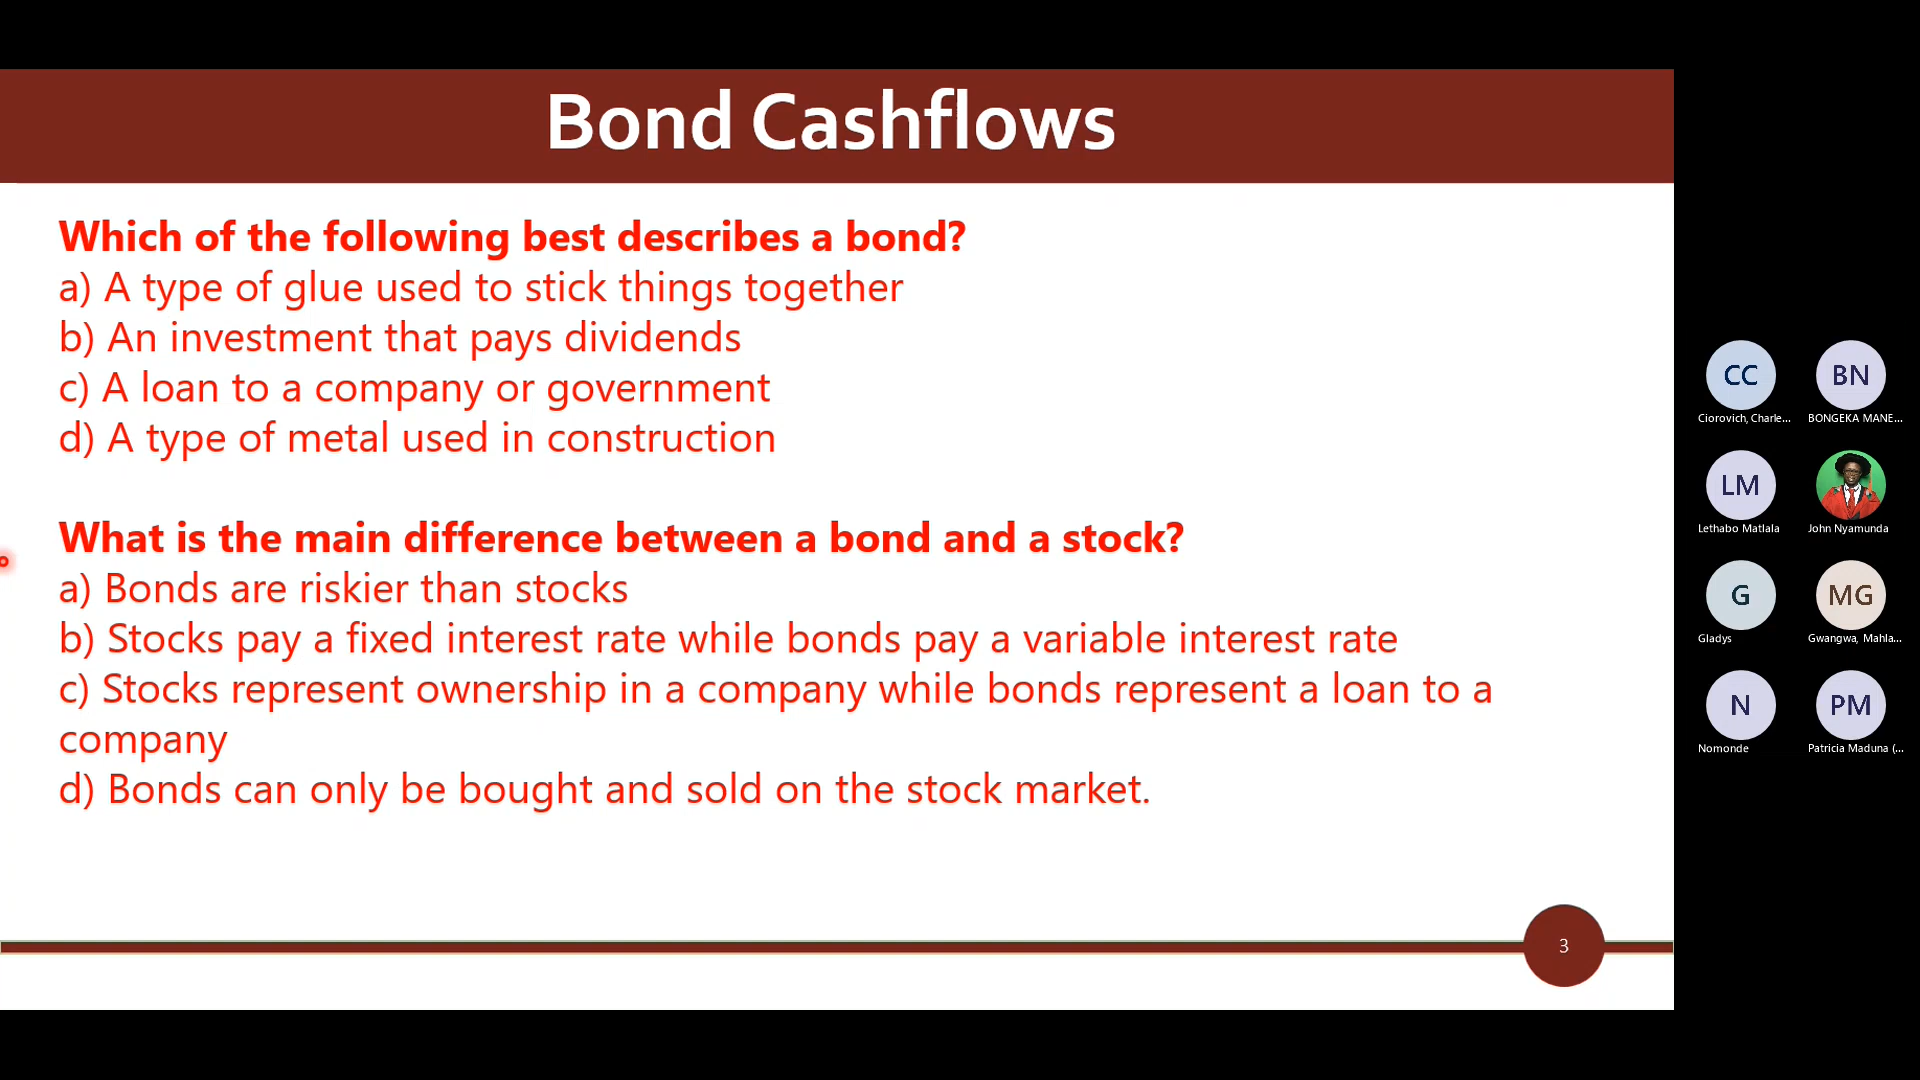 Bond Cashflows
Which of the following best describes a bond?
a) A type of glue used to stick things together
b) An investment that pays dividends
c) A loan to a company or government
d) A type of metal used in construction
What is the main difference between a bond and a stock?
a) Bonds are riskier than stocks
b) Stocks pay a fixed interest rate while bonds pay a variable interest rate
c) Stocks represent ownership in a company while bonds represent a loan to a
company
d) Bonds can only be bought and sold on the stock market.
3
CC
Ciorovich, Charle...
BN
BONGEKA MANE...
LM
Lethabo Matlala
John Nyamunda
G
Gladys
MG
Gwangwa, Mahla...
N
Nomonde
PM
Patricia Maduna (...